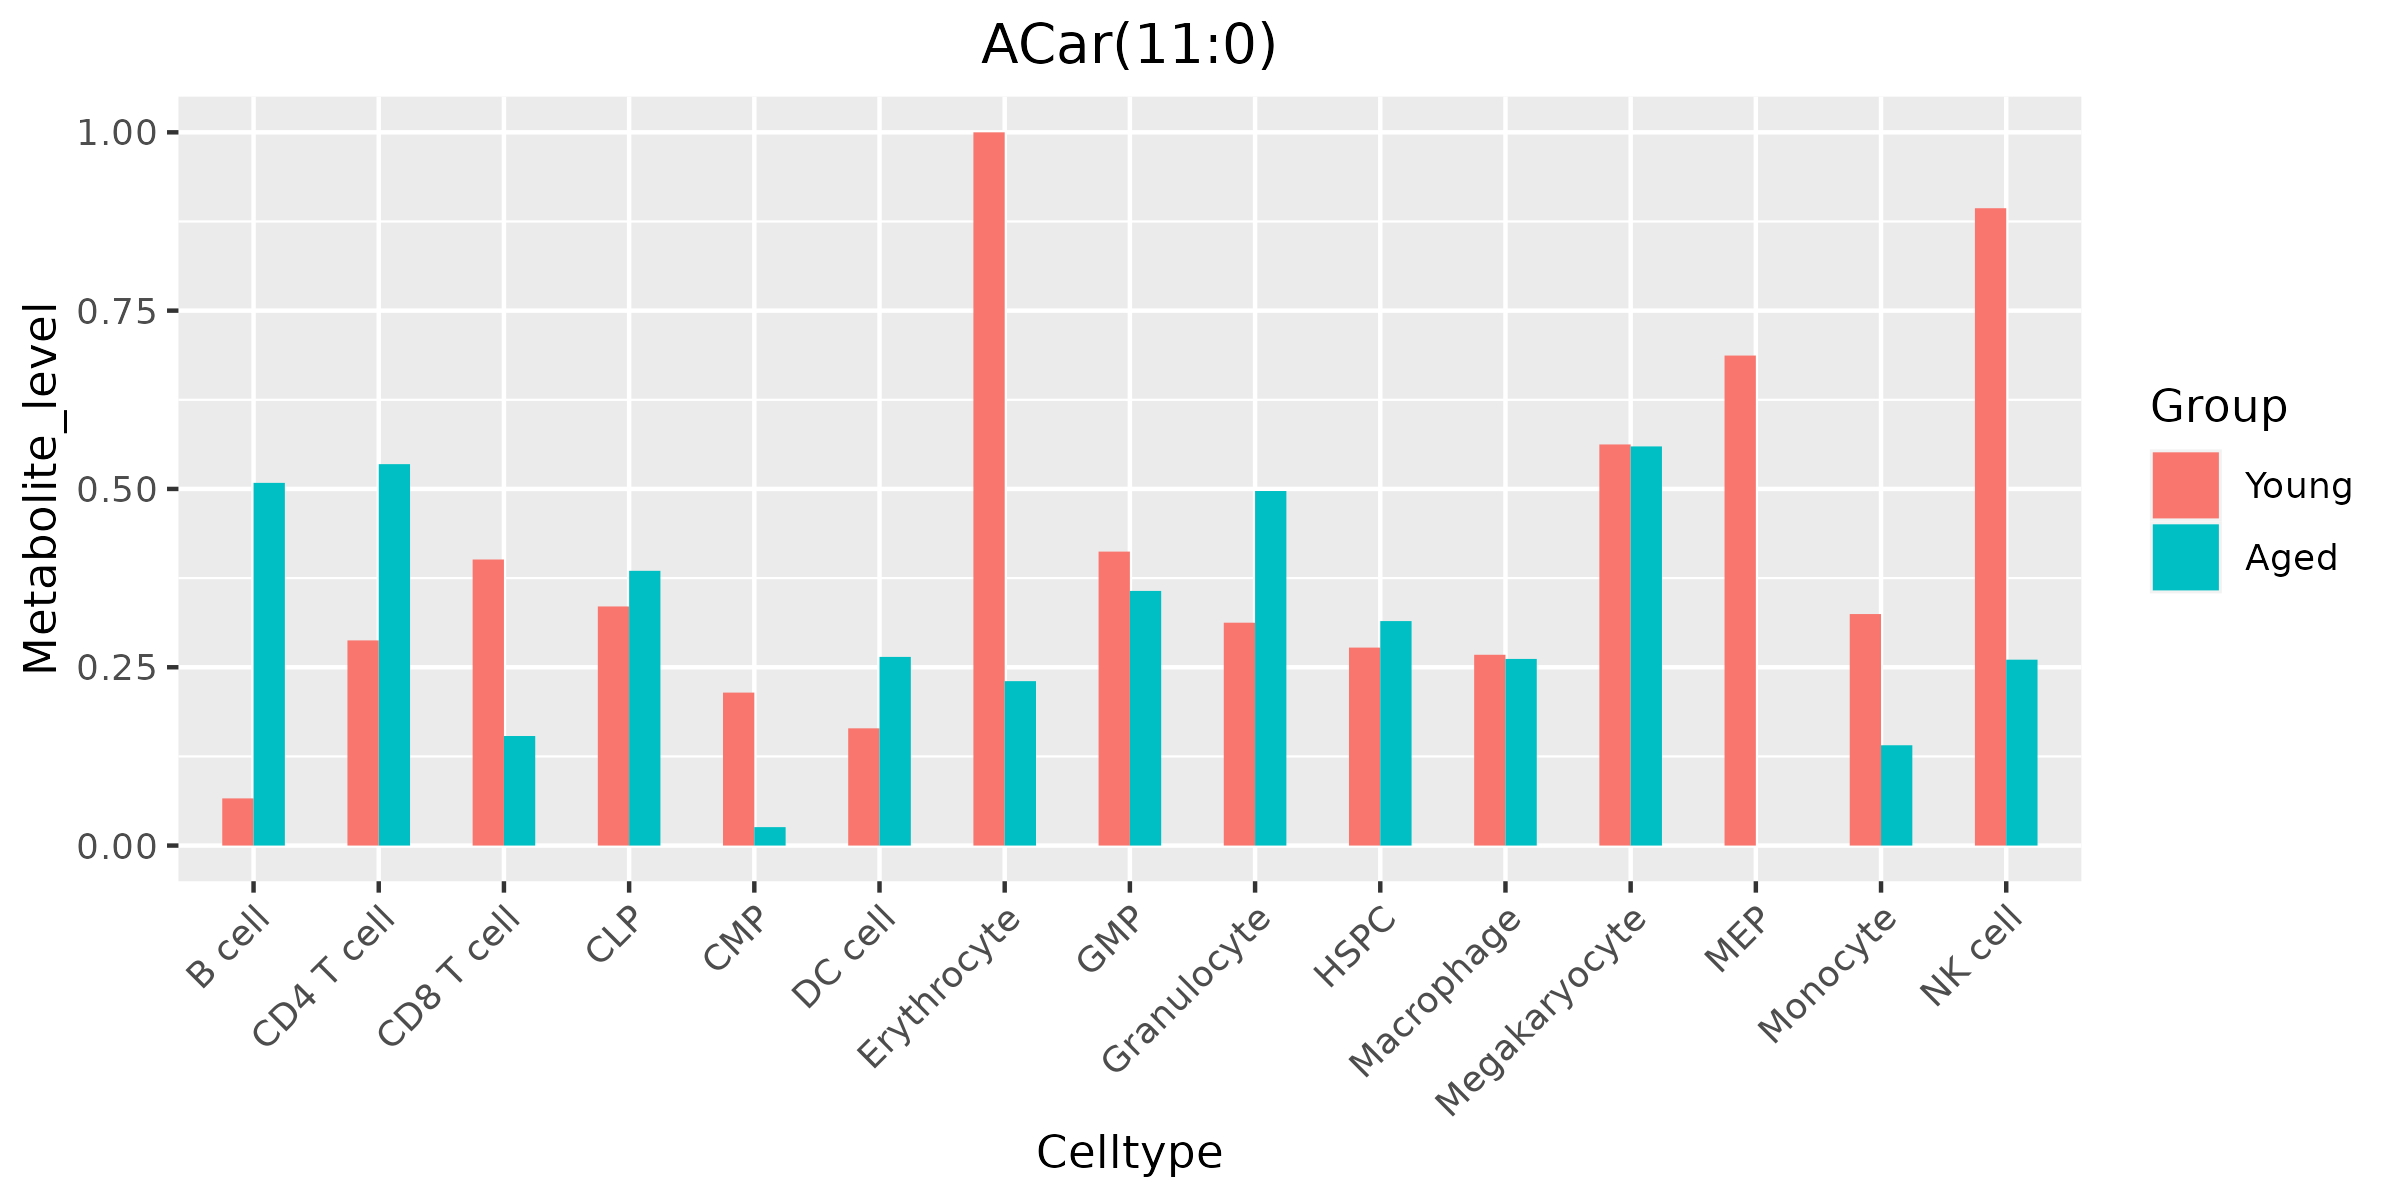 ACar(11:0)
Metabolite_level
1.00
0.75
0.50
0.25
0.00
B cell
CD4 T cell
CD8 T cell
CLP
CMP
DC cell
Erythrocyte
GMP
Granulocyte
HSPC
Macrophage
Megakaryocyte
MEP
Monocyte
NK cell
Celltype
Group
Young
Aged